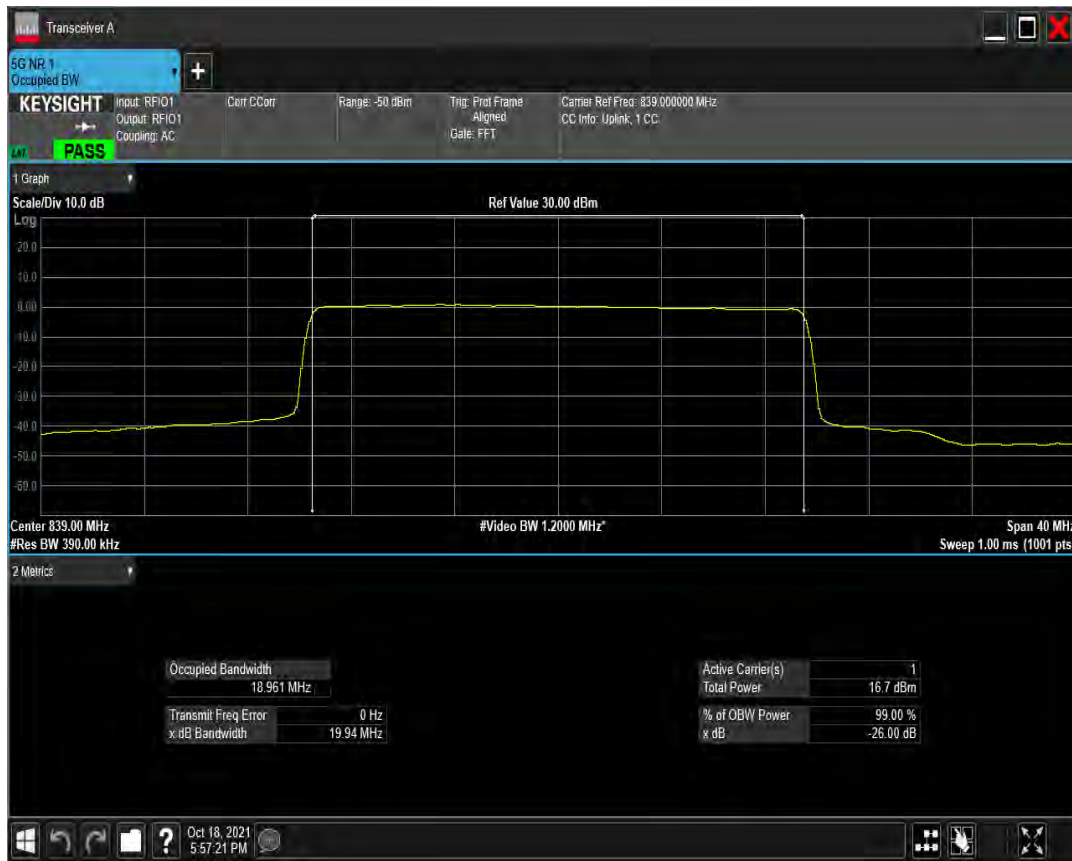 Transceiver A
5G NR 1
Occupied BW
+
KEYSIGHT
PASS
Input: RFIO1
Output: RFIO1
Coupling: AC
Corr CCorr
Range: -50 dBm
Trig: Prd Frame
Aligned
Gate: FFT
Carrier Ref Freq: 839.000000 MHz
CC Info: Uplink, 1 CC
1 Graph
Scale/Div 10.0 dB
Ref Value 30.00 dBm
Log
20.0
10.0
0.00
-10.0
-20.0
-30.0
-40.0
-50.0
-60.0
Center 839.00 MHz
#Video BW 1.2000 MHz*
Span 40 MHz
#Res BW 390.00 kHz
Sweep 1.00 ms (1001 pts
2 Metrics
Occupied Bandwidth
18.961 MHz
Transmit Freq Error 0 Hz
x dB Bandwidth 19.94 MHz
Active Carrier(s) 1
Total Power 16.7 dBm
% of OBW Power 99.00 %
x dB -26.00 dB
?
Oct 18, 2021
5:57:21 PM